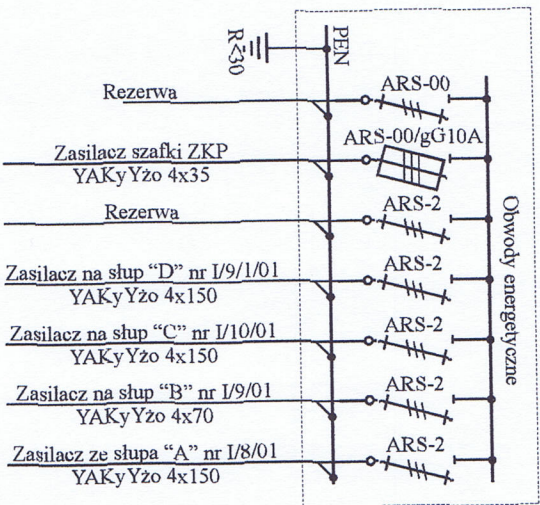 R<30
PEN
Rezerwa
ARS-00
Zasilacz szafki ZKP
YAKyYżo 4x35
ARS-00/gG10A
Rezerwa
ARS-2
Zasilacz na słup “D” nr I/9/1/01
YAKyYżo 4x150
ARS-2
Zasilacz na słup “C” nr I/10/01
YAKyYżo 4x150
ARS-2
Zasilacz na słup “B” nr I/9/01
YAKyYżo 4x70
ARS-2
Zasilacz ze słupa “A” nr I/8/01
YAKyYżo 4x150
ARS-2
Obwody energetyczne